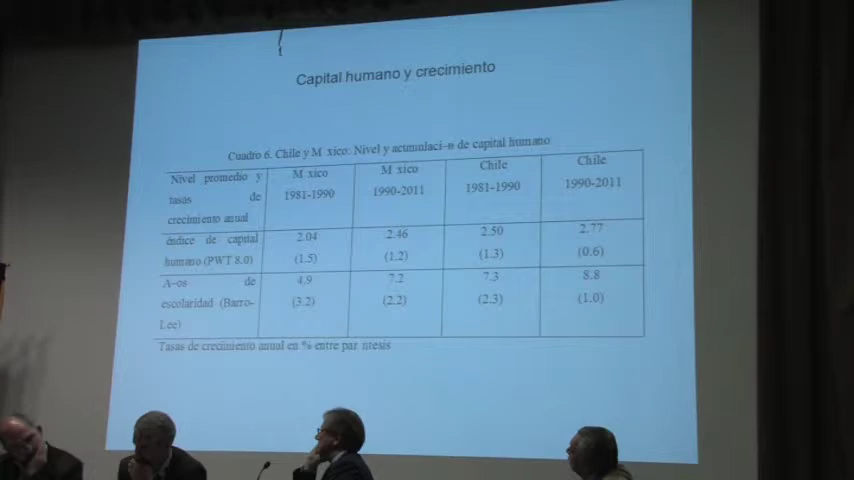 Capital humano y crecimiento
Cuadro 6. Chile y M xico: Nivel y acumulaci–n de capital humano
Nivel promedio y tasas de crecimiento anual
M xico 1981-1990
M xico 1990-2011
Chile 1981-1990
Chile 1990-2011
índice de capital humano (PWT 8.0)
2.04 (1.5)
2.46 (1.2)
2.50 (1.3)
2.77 (0.6)
A–os de escolaridad (Barro-Lee)
4.9 (3.2)
7.2 (2.2)
7.3 (2.3)
8.8 (1.0)
Tasas de crecimiento anual en % entre par ntesis